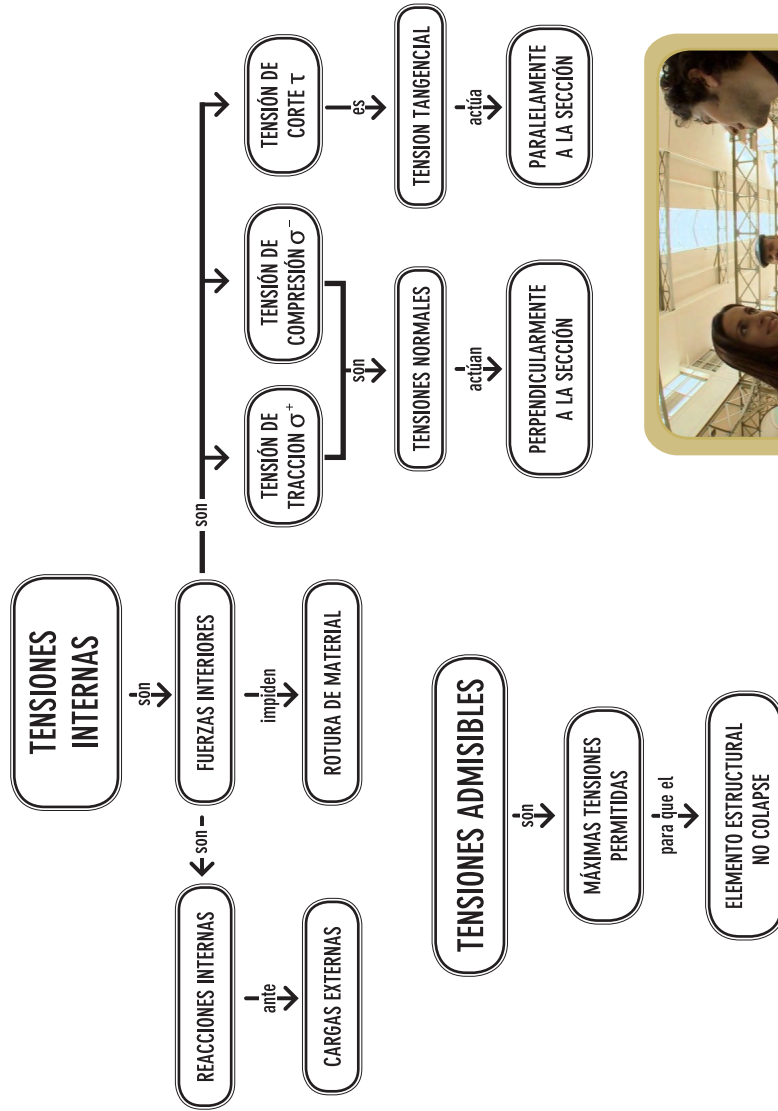 TENSIONES
INTERNAS
son
FUERZAS INTERIORES
son
REACCIONES INTERNAS
ante
CARGAS EXTERNAS
impiden
ROTURA DE MATERIAL
son
TENSIÓN DE
TRACCION σ⁺
TENSIÓN DE
COMPRESIÓN σ⁻
TENSIÓN DE
CORTE τ
son
TENSIONES NORMALES
actúan
PERPENDICULARMENTE
A LA SECCIÓN
es
TENSION TANGENCIAL
actúa
PARALELAMENTE
A LA SECCIÓN
TENSIONES ADMISIBLES
son
MÁXIMAS TENSIONES
PERMITIDAS
para que el
ELEMENTO ESTRUCTURAL
NO COLAPSE